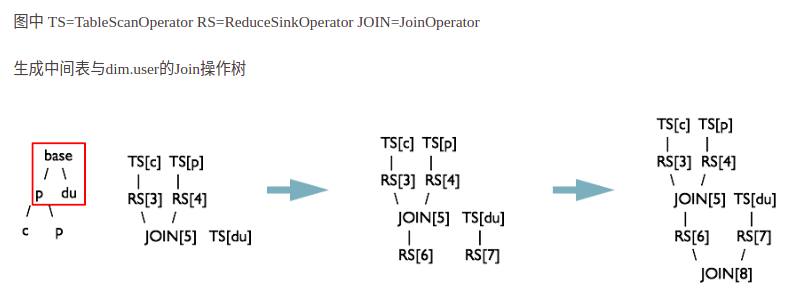 图中 TS=TableScanOperator RS=ReduceSinkOperator JOIN=JoinOperator
生成中间表与dim.user的Join操作树
base
p du
c p
TS[c] TS[p]
RS[3] RS[4]
JOIN[5] TS[du]
TS[c] TS[p]
RS[3] RS[4]
JOIN[5] TS[du]
RS[6] RS[7]
TS[c] TS[p]
RS[3] RS[4]
JOIN[5] TS[du]
RS[6] RS[7]
JOIN[8]